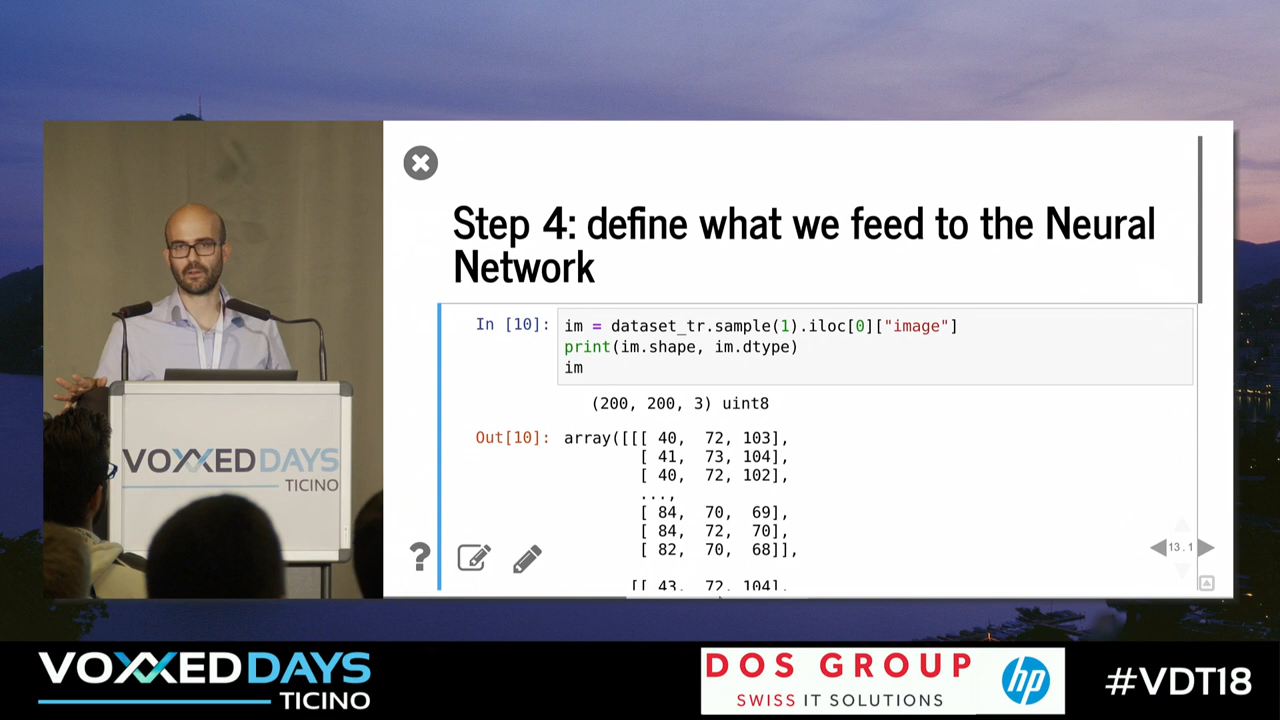 Step 4: define what we feed to the Neural
Network
In [10]:
im = dataset_tr.sample(1).iloc[0]["image"]
print(im.shape, im.dtype)
im
(200, 200, 3) uint8
Out[10]: array([[[ 40,  72, 103],
[ 41,  73, 104],
[ 40,  72, 102],
...,
[ 84,  70,  69],
[ 84,  72,  70],
[ 82,  70,  68]],
[[ 43,  72, 104],
?
13.1
VOXXED DAYS
TICINO
VOXXED DAYS
TICINO
DOS GROUP
SWISS IT SOLUTIONS
hp
#VDT18